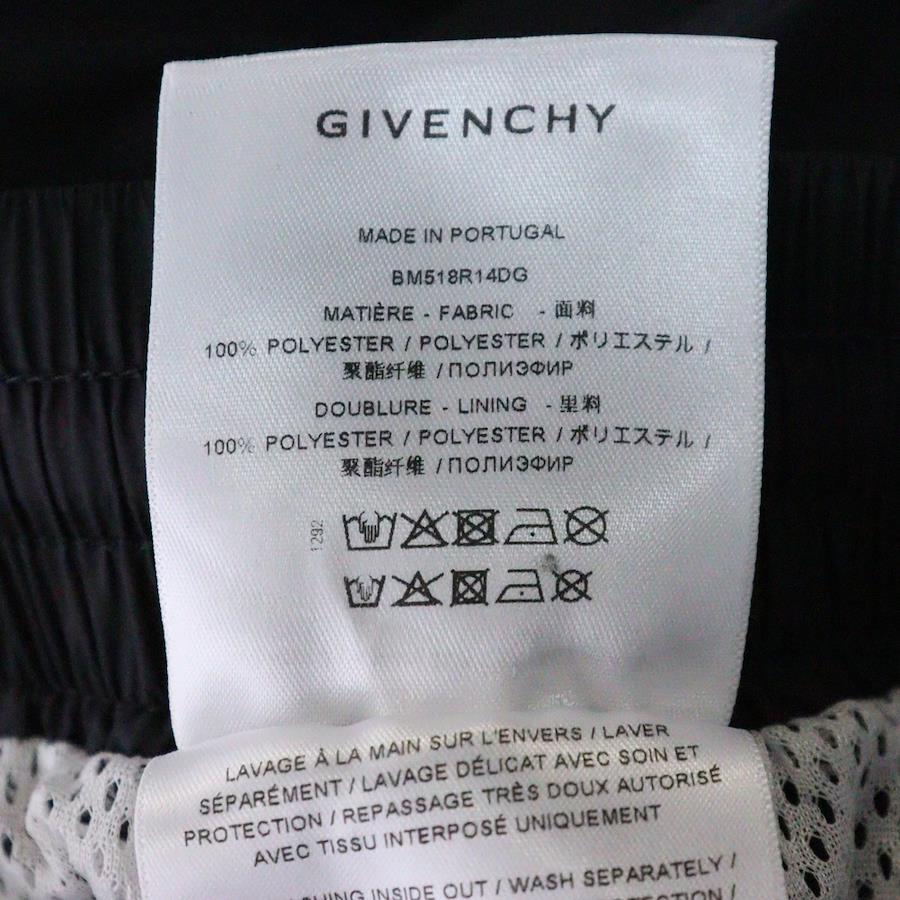 GIVENCHY
MADE IN PORTUGAL
BM518R14DG
MATIÈRE - FABRIC - 面料
100% POLYESTER / POLYESTER / ポリエステル /
聚酯纤维 /ПОЛИЭФИР
DOUBLURE - LINING - 里料
100% POLYESTER / POLYESTER / ポリエステル /
聚酯纤维 /ПОЛИЭФИР
1292
LAVAGE À LA MAIN SUR L'ENVERS / LAVER
SÉPARÉMENT / LAVAGE DÉLICAT AVEC SOIN ET
PROTECTION / REPASSAGE TRÈS DOUX AUTORISÉ
AVEC TISSU INTERPOSÉ UNIQUEMENT
INSIDE OUT / WASH SEPARATELY /